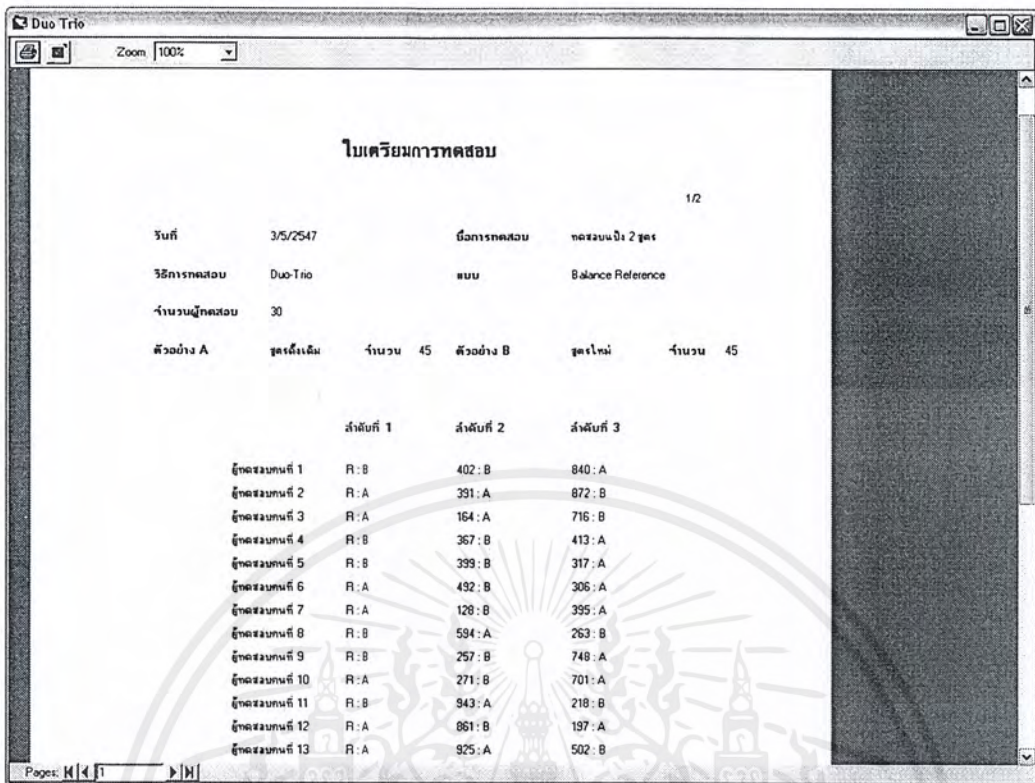 Duo Trio
Zoom 100%
ใบเตรียมการทดสอบ
1/2
วันที่ 3/5/2547 ชื่อการทดสอบ ทดสอบแป้ง 2 สูตร
วิธีการทดสอบ Duo-Trio แบบ Balance Reference
จำนวนผู้ทดสอบ 30
ตัวอย่าง A สูตรดั้งเดิม จำนวน 45 ตัวอย่าง B สูตรใหม่ จำนวน 45
ลำดับที่ 1 ลำดับที่ 2 ลำดับที่ 3
ผู้ทดสอบคนที่ 1 R : B 402 : B 840 : A
ผู้ทดสอบคนที่ 2 R : A 391 : A 872 : B
ผู้ทดสอบคนที่ 3 R : A 164 : A 716 : B
ผู้ทดสอบคนที่ 4 R : B 367 : B 413 : A
ผู้ทดสอบคนที่ 5 R : B 399 : B 317 : A
ผู้ทดสอบคนที่ 6 R : A 492 : B 306 : A
ผู้ทดสอบคนที่ 7 R : A 128 : B 395 : A
ผู้ทดสอบคนที่ 8 R : B 594 : A 263 : B
ผู้ทดสอบคนที่ 9 R : B 257 : B 748 : A
ผู้ทดสอบคนที่ 10 R : A 271 : B 701 : A
ผู้ทดสอบคนที่ 11 R : B 943 : A 218 : B
ผู้ทดสอบคนที่ 12 R : A 861 : B 197 : A
ผู้ทดสอบคนที่ 13 R : A 925 : A 502 : B
Pages: 1